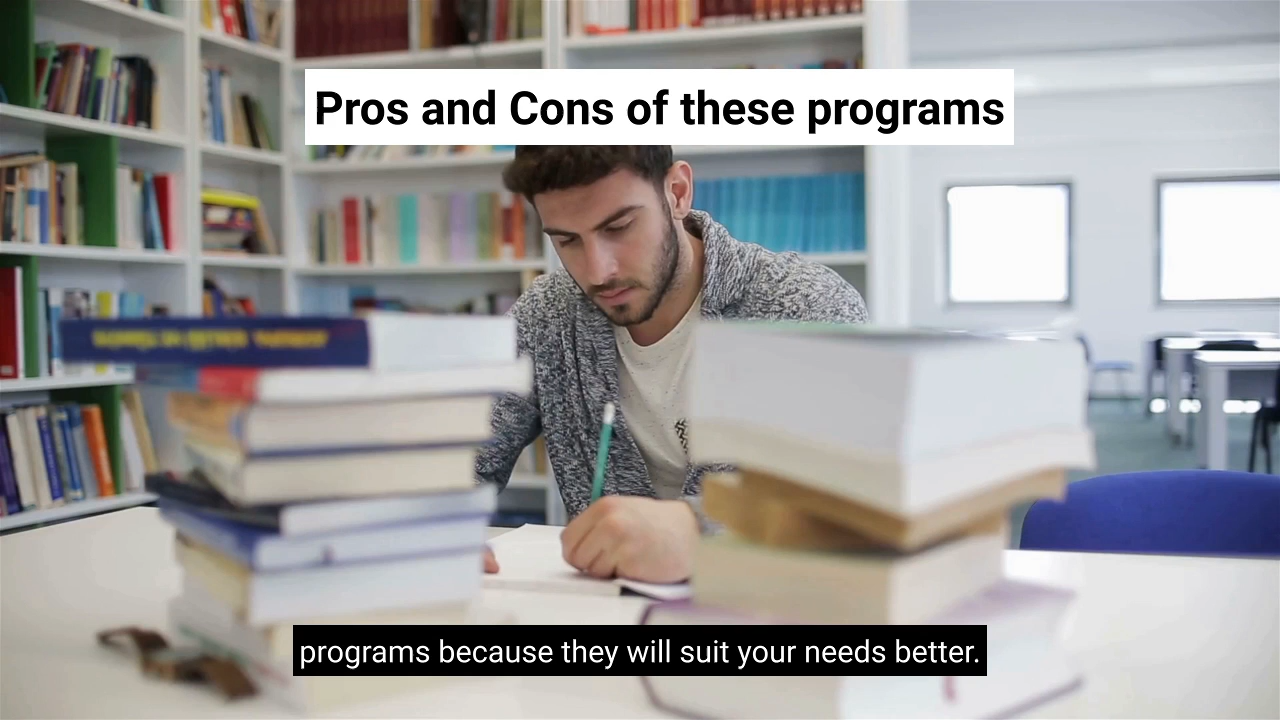 Pros and Cons of these programs
programs because they will suit your needs better.